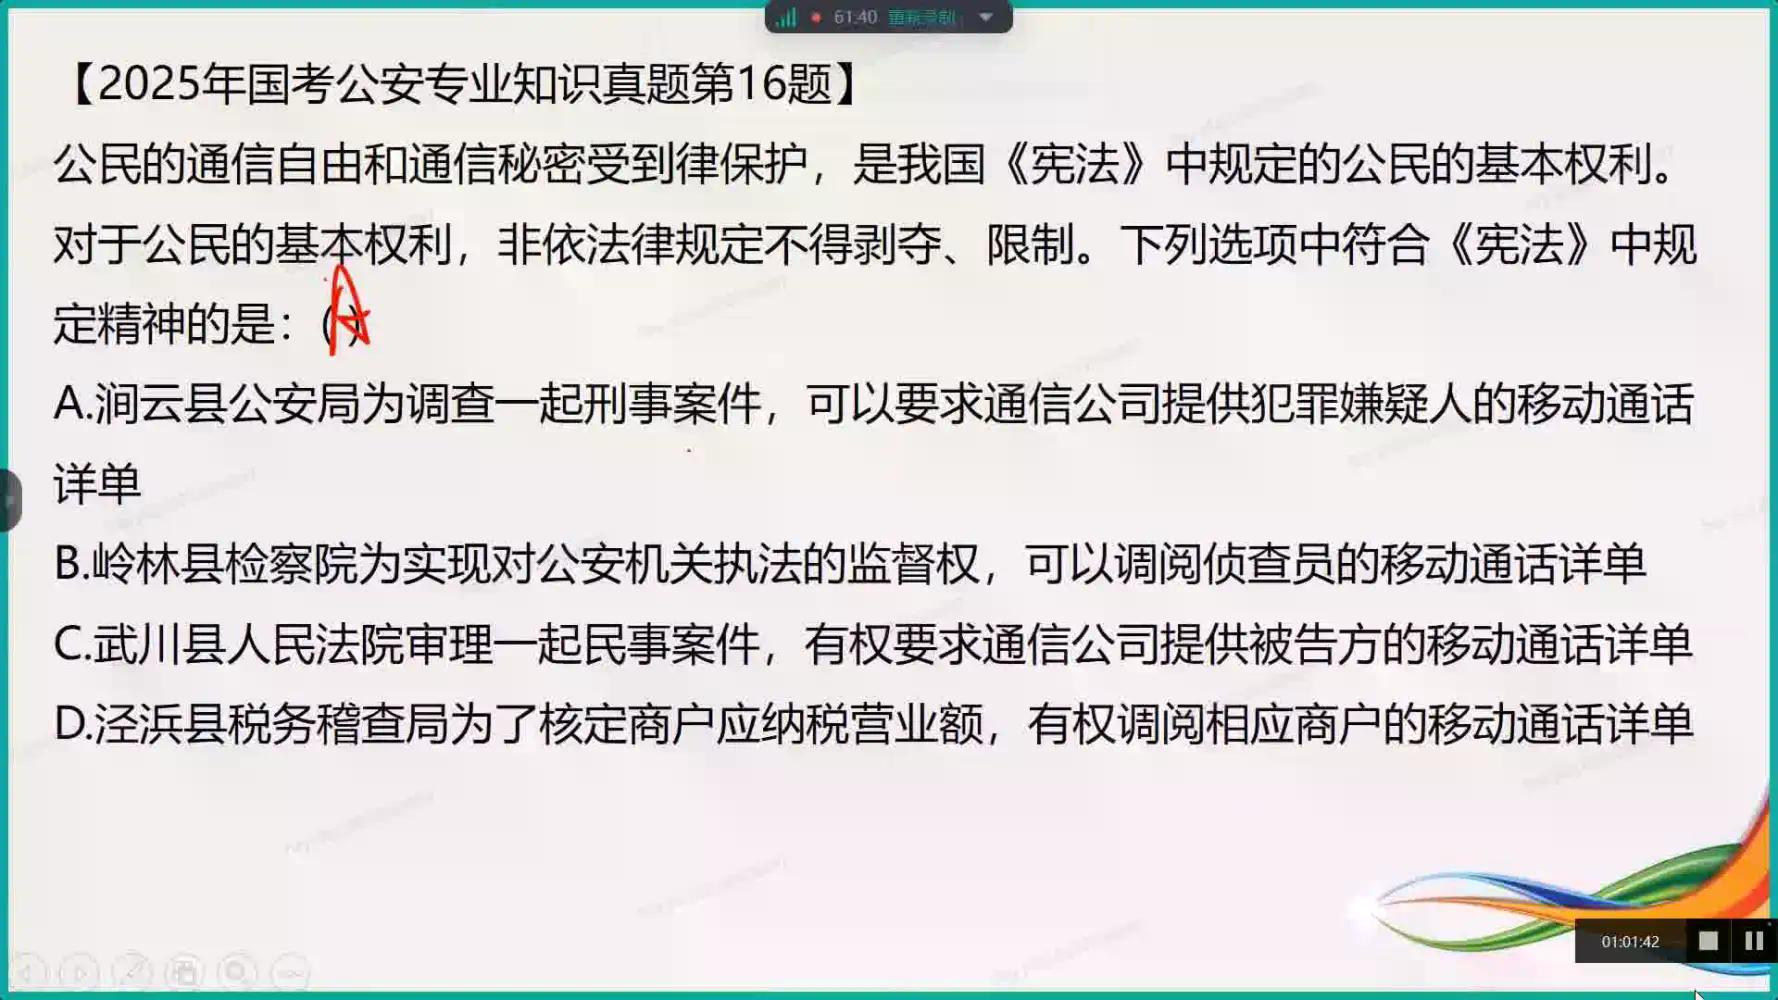 61:40 重新录制
【2025年国考公安专业知识真题第16题】
公民的通信自由和通信秘密受到律保护，是我国《宪法》中规定的公民的基本权利。
对于公民的基本权利，非依法律规定不得剥夺、限制。下列选项中符合《宪法》中规
定精神的是：(A)
A.涧云县公安局为调查一起刑事案件，可以要求通信公司提供犯罪嫌疑人的移动通话
详单
B.岭林县检察院为实现对公安机关执法的监督权，可以调阅侦查员的移动通话详单
C.武川县人民法院审理一起民事案件，有权要求通信公司提供被告方的移动通话详单
D.泾浜县税务稽查局为了核定商户应纳税营业额，有权调阅相应商户的移动通话详单
01:01:42